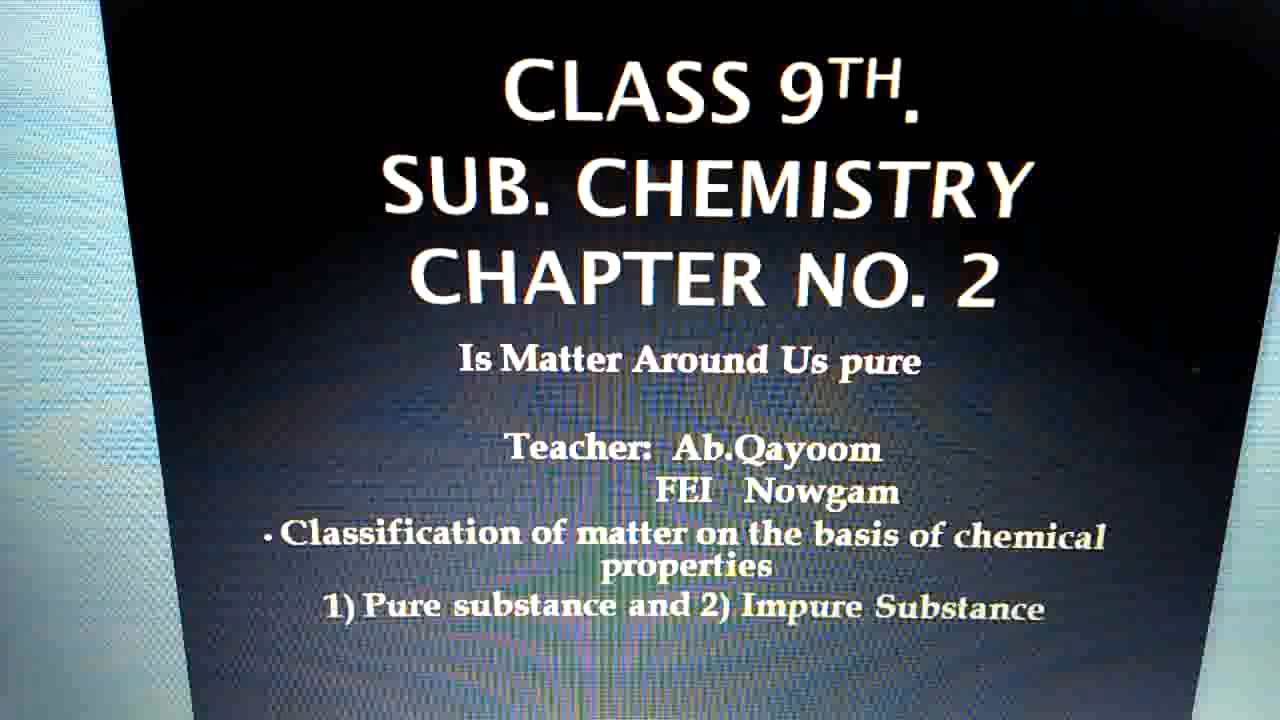 CLASS 9TH.
SUB. CHEMISTRY
CHAPTER NO. 2
Is Matter Around Us pure
Teacher: Ab.Qayoom
FEI Nowgam
• Classification of matter on the basis of chemical
properties
1) Pure substance and 2) Impure Substance